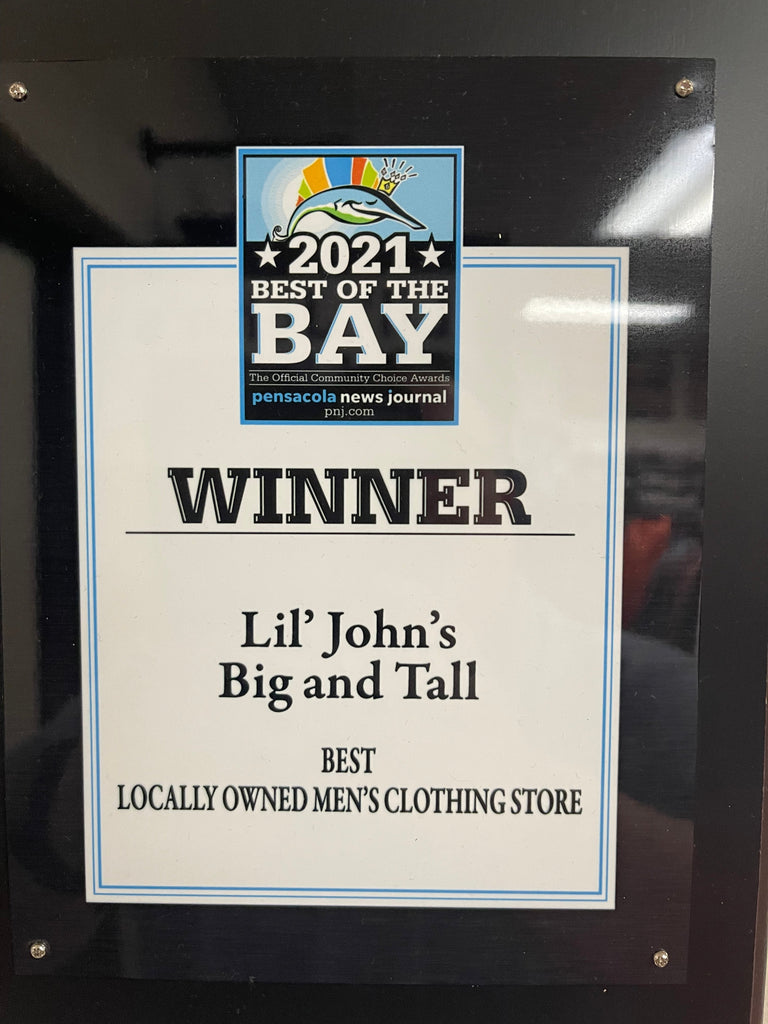 2021
BEST OF THE
BAY
The Official Community Choice Awards
pensacola news journal
pnj.com
WINNER
Lil' John's
Big and Tall
BEST
LOCALLY OWNED MEN'S CLOTHING STORE